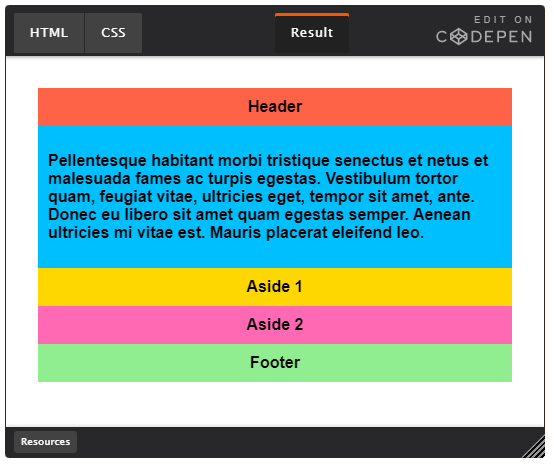 HTML CSS Result EDIT ON
CODEPEN
Header
Pellentesque habitant morbi tristique senectus et netus et
malesuada fames ac turpis egestas. Vestibulum tortor
quam, feugiat vitae, ultricies eget, tempor sit amet, ante.
Donec eu libero sit amet quam egestas semper. Aenean
ultricies mi vitae est. Mauris placerat eleifend leo.
Aside 1
Aside 2
Footer
Resources